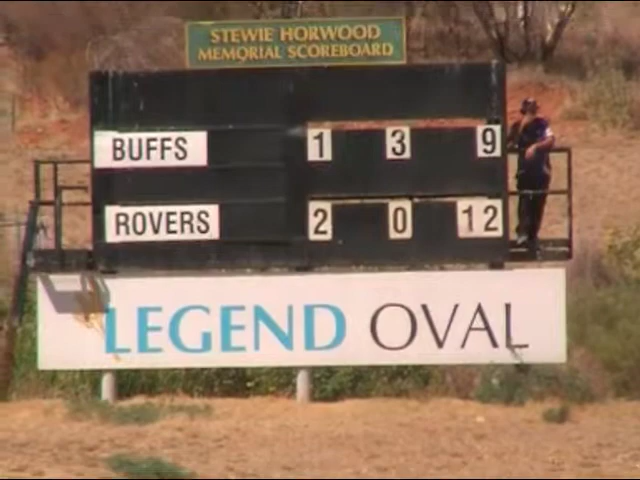 STEWIE HORWOOD
MEMORIAL SCOREBOARD
BUFFS 1 3 9
ROVERS 2 0 12
LEGEND OVAL